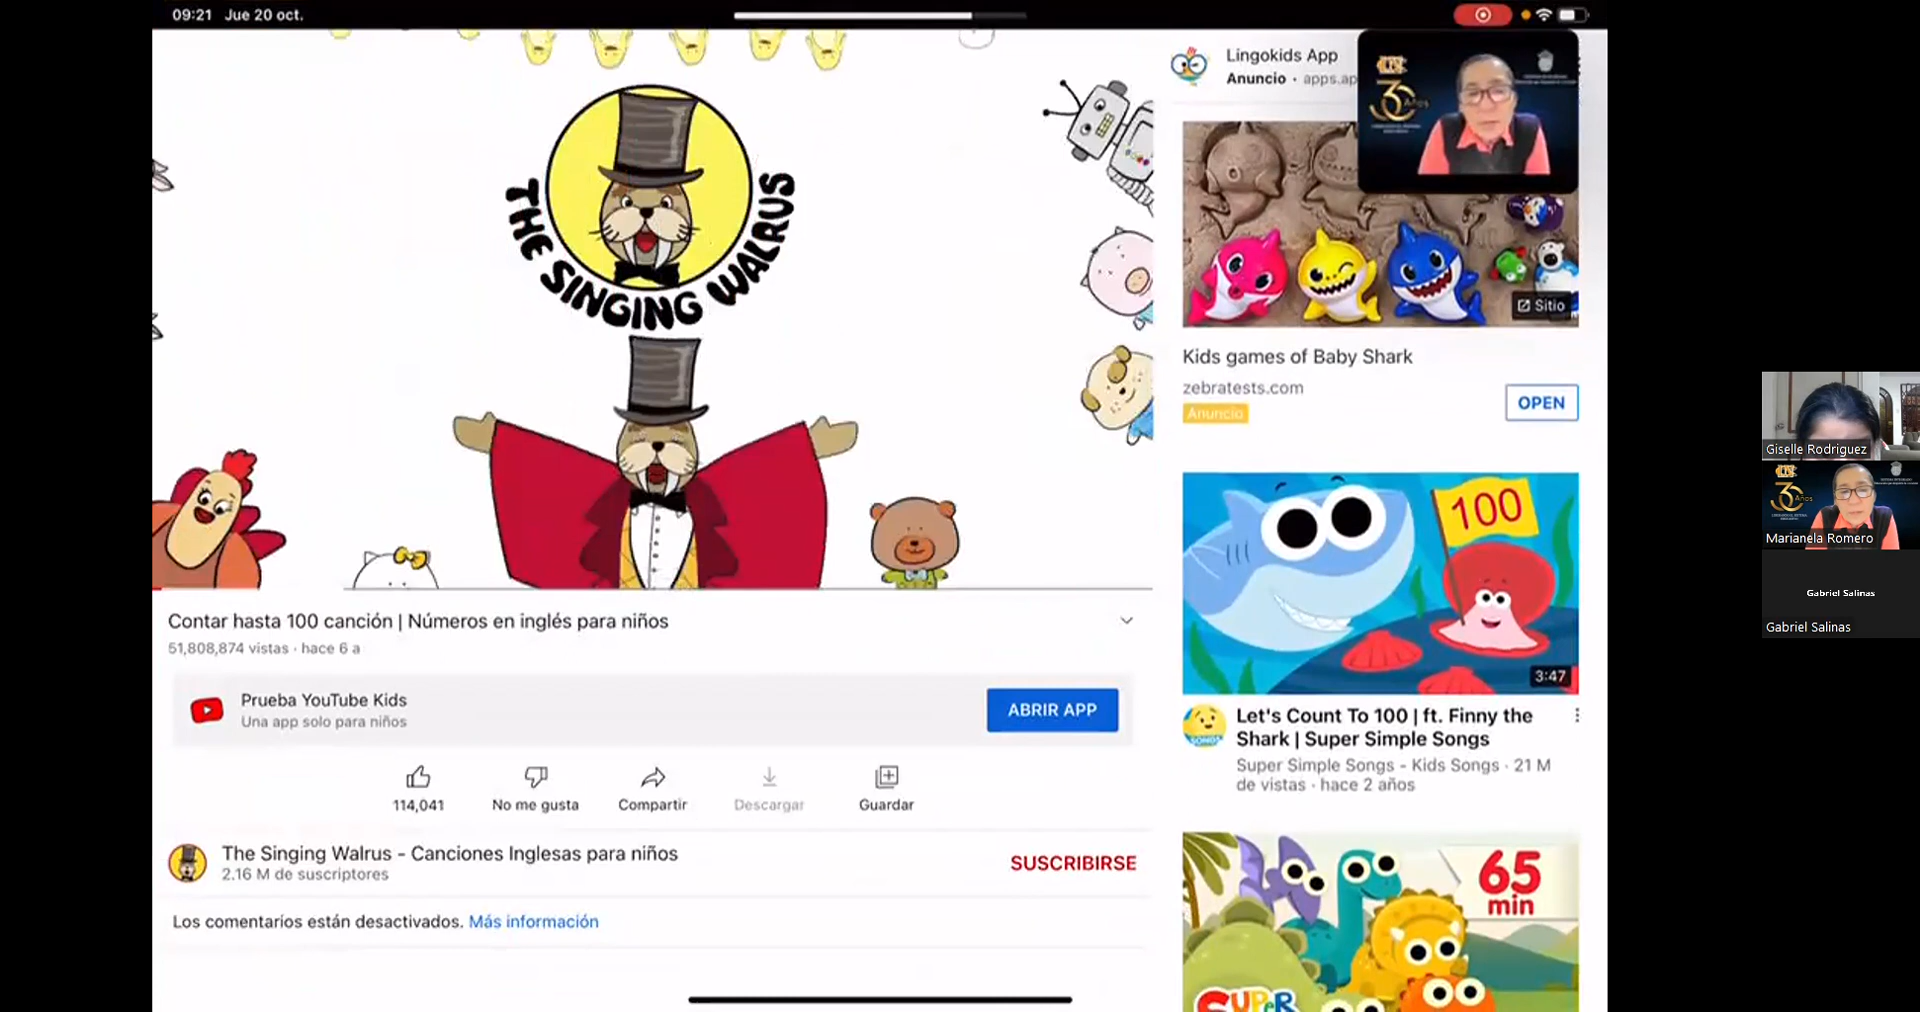 09:21 Jue 20 oct.
THE SINGING WALRUS
Contar hasta 100 canción | Números en inglés para niños
51,808,874 vistas · hace 6 a
Prueba YouTube Kids
Una app solo para niños
ABRIR APP
114,041
No me gusta
Compartir
Descargar
Guardar
The Singing Walrus - Canciones Inglesas para niños
2.16 M de suscriptores
SUSCRIBIRSE
Los comentarios están desactivados. Más información
Lingokids App
Anuncio · apps.ap
30 Años
Sitio
Kids games of Baby Shark
zebratests.com
Anuncio
OPEN
100
3:47
Let's Count To 100 | ft. Finny the
Shark | Super Simple Songs
Super Simple Songs - Kids Songs · 21 M
de vistas · hace 2 años
65
min
SUPER
Giselle Rodriguez
30 Años
Marianela Romero
Gabriel Salinas
Gabriel Salinas